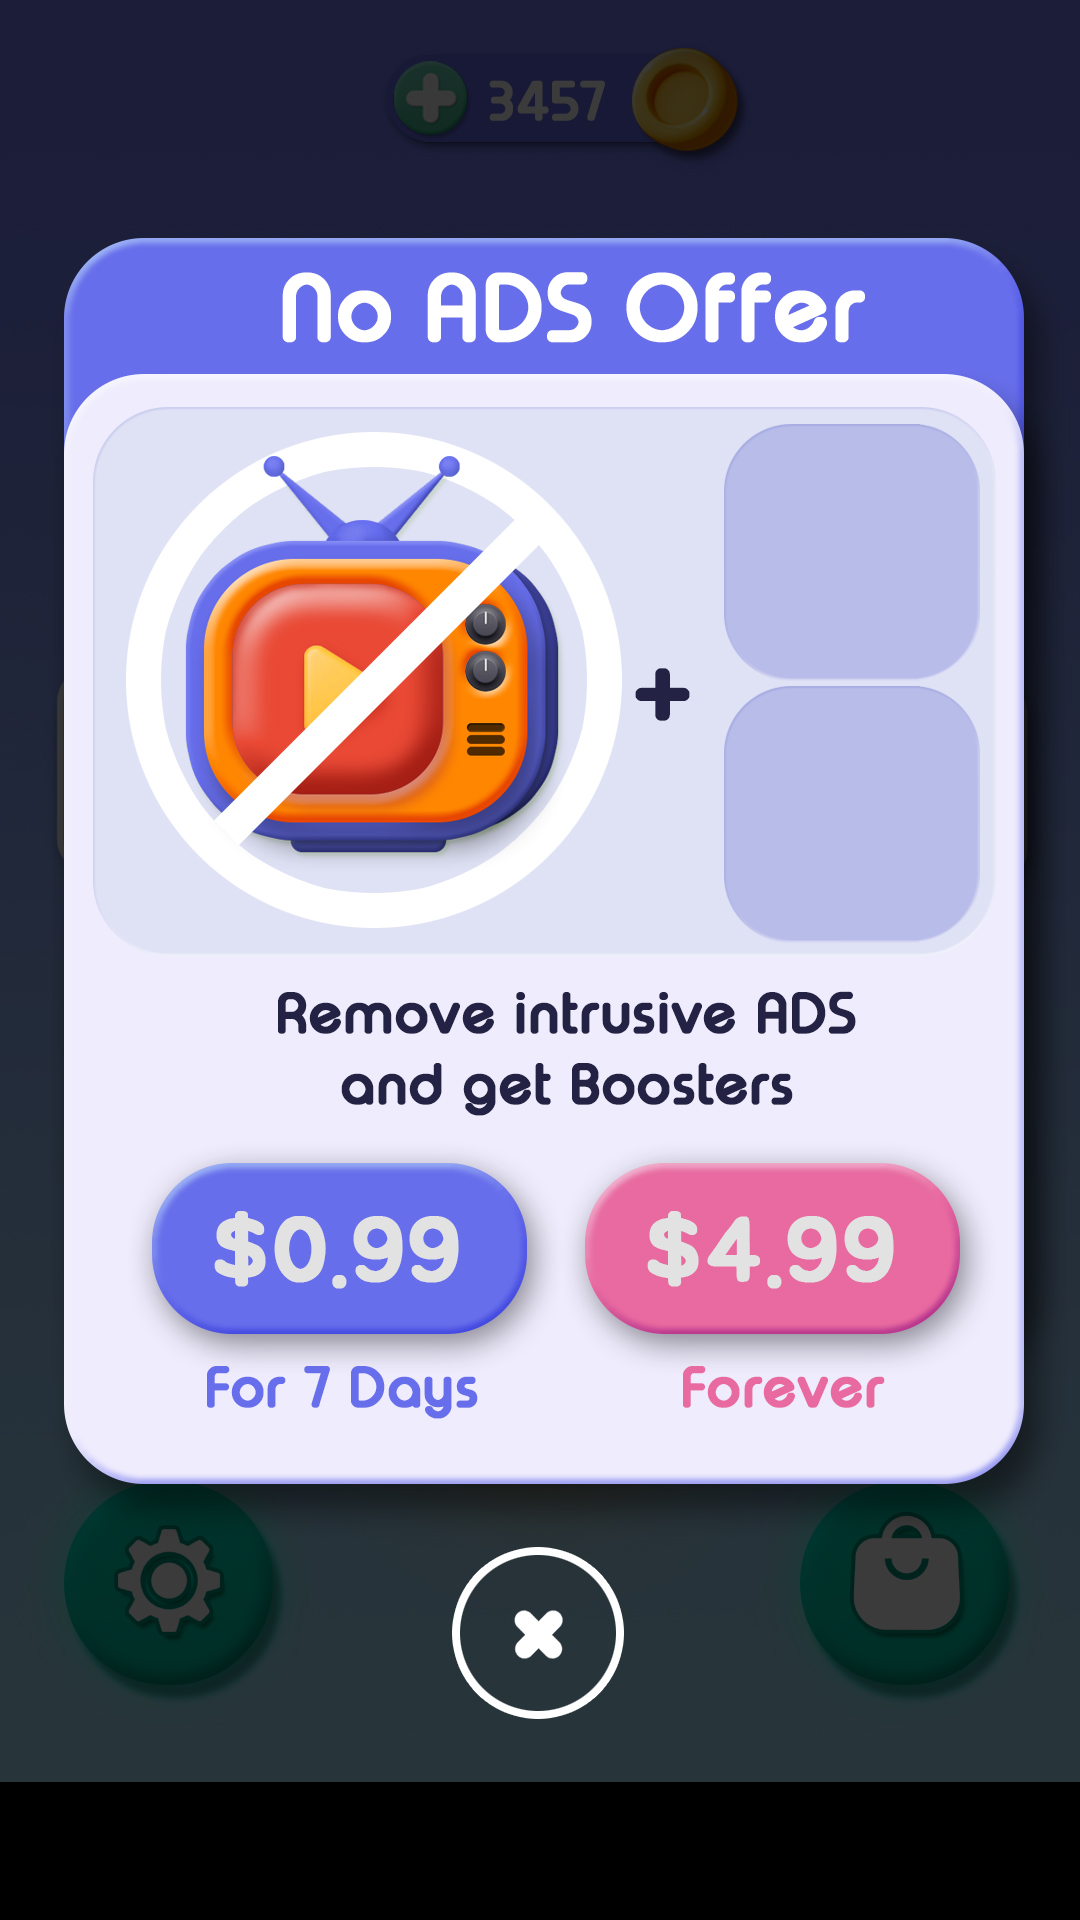 3457
No ADS Offer
Remove intrusive ADS
and get Boosters
$0.99
$4.99
For 7 Days
Forever